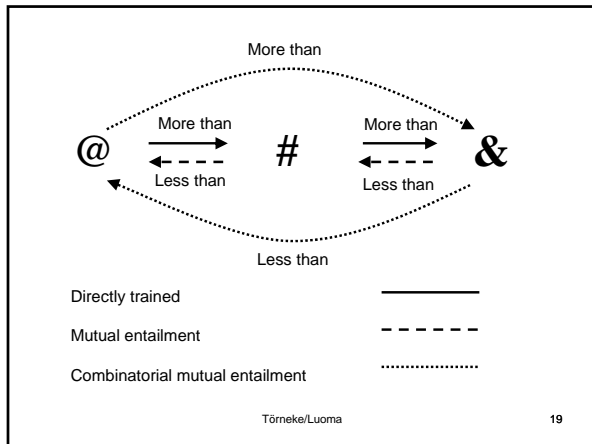 More than
More than More than
@ # &
Less than Less than
Less than
Directly trained
Mutual entailment
Combinatorial mutual entailment
Törneke/Luoma 19